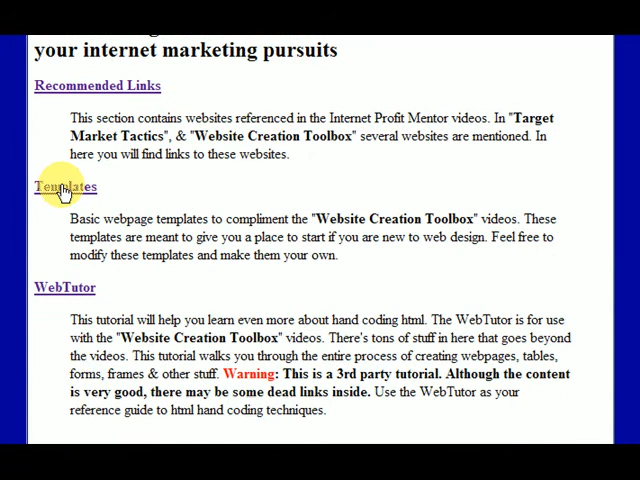 your internet marketing pursuits
Recommended Links
This section contains websites referenced in the Internet Profit Mentor videos. In "Target
Market Tactics", & "Website Creation Toolbox" several websites are mentioned. In
here you will find links to these websites.
Templates
Basic webpage templates to compliment the "Website Creation Toolbox" videos. These
templates are meant to give you a place to start if you are new to web design. Feel free to
modify these templates and make them your own.
WebTutor
This tutorial will help you learn even more about hand coding html. The WebTutor is for use
with the "Website Creation Toolbox" videos. There's tons of stuff in here that goes beyond
the videos. This tutorial walks you through the entire process of creating webpages, tables,
forms, frames & other stuff. Warning: This is a 3rd party tutorial. Although the content
is very good, there may be some dead links inside. Use the WebTutor as your
reference guide to html hand coding techniques.